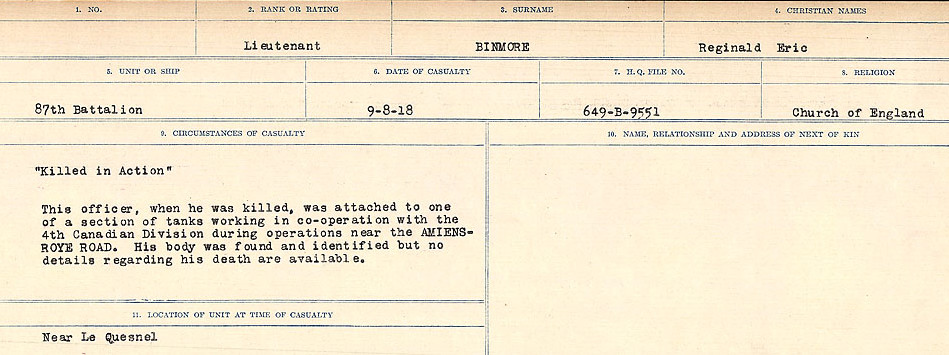 1. NO.
2. RANK OR RATING
3. SURNAME
4. CHRISTIAN NAMES
Lieutenant
BINMORE
Reginald Eric
5. UNIT OR SHIP
6. DATE OF CASUALTY
7. H.Q. FILE NO.
8. RELIGION
87th Battalion
9-8-18
649-B-9551
Church of England
9. CIRCUMSTANCES OF CASUALTY
10. NAME, RELATIONSHIP AND ADDRESS OF NEXT OF KIN
"Killed in Action"
This officer, when he was killed, was attached to one
of a section of tanks working in co-operation with the
4th Canadian Division during operations near the AMIENS-
ROYE ROAD. His body was found and identified but no
details regarding his death are available.
11. LOCATION OF UNIT AT TIME OF CASUALTY
Near Le Quesnel